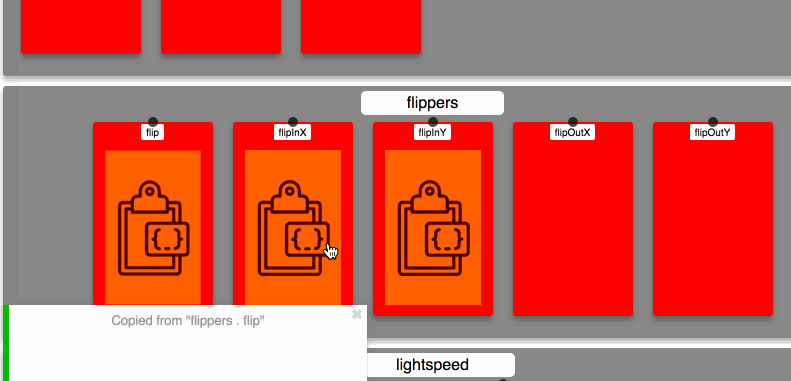 flippers
flip
flipInX
flipInY
flipOutX
flipOutY
{ }
{ }
{ }
Copied from "flippers . flip"
✖
lightspeed